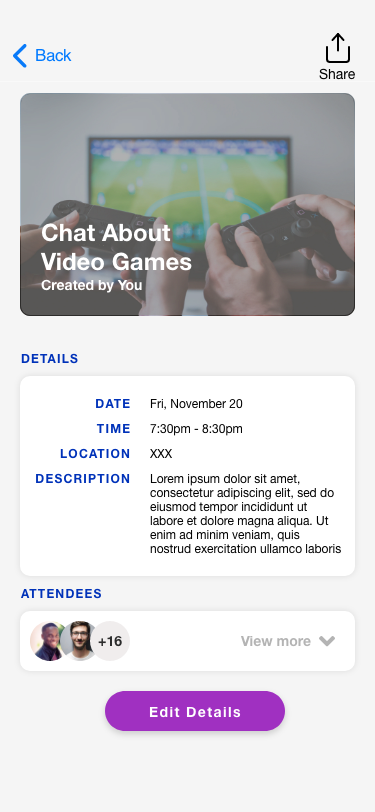 Back
Share
Chat About
Video Games
Created by You
DETAILS
DATE Fri, November 20
TIME 7:30pm - 8:30pm
LOCATION XXX
DESCRIPTION Lorem ipsum dolor sit amet,
consectetur adipiscing elit, sed do
eiusmod tempor incididunt ut
labore et dolore magna aliqua. Ut
enim ad minim veniam, quis
nostrud exercitation ullamco laboris
ATTENDEES
+16 View more
Edit Details